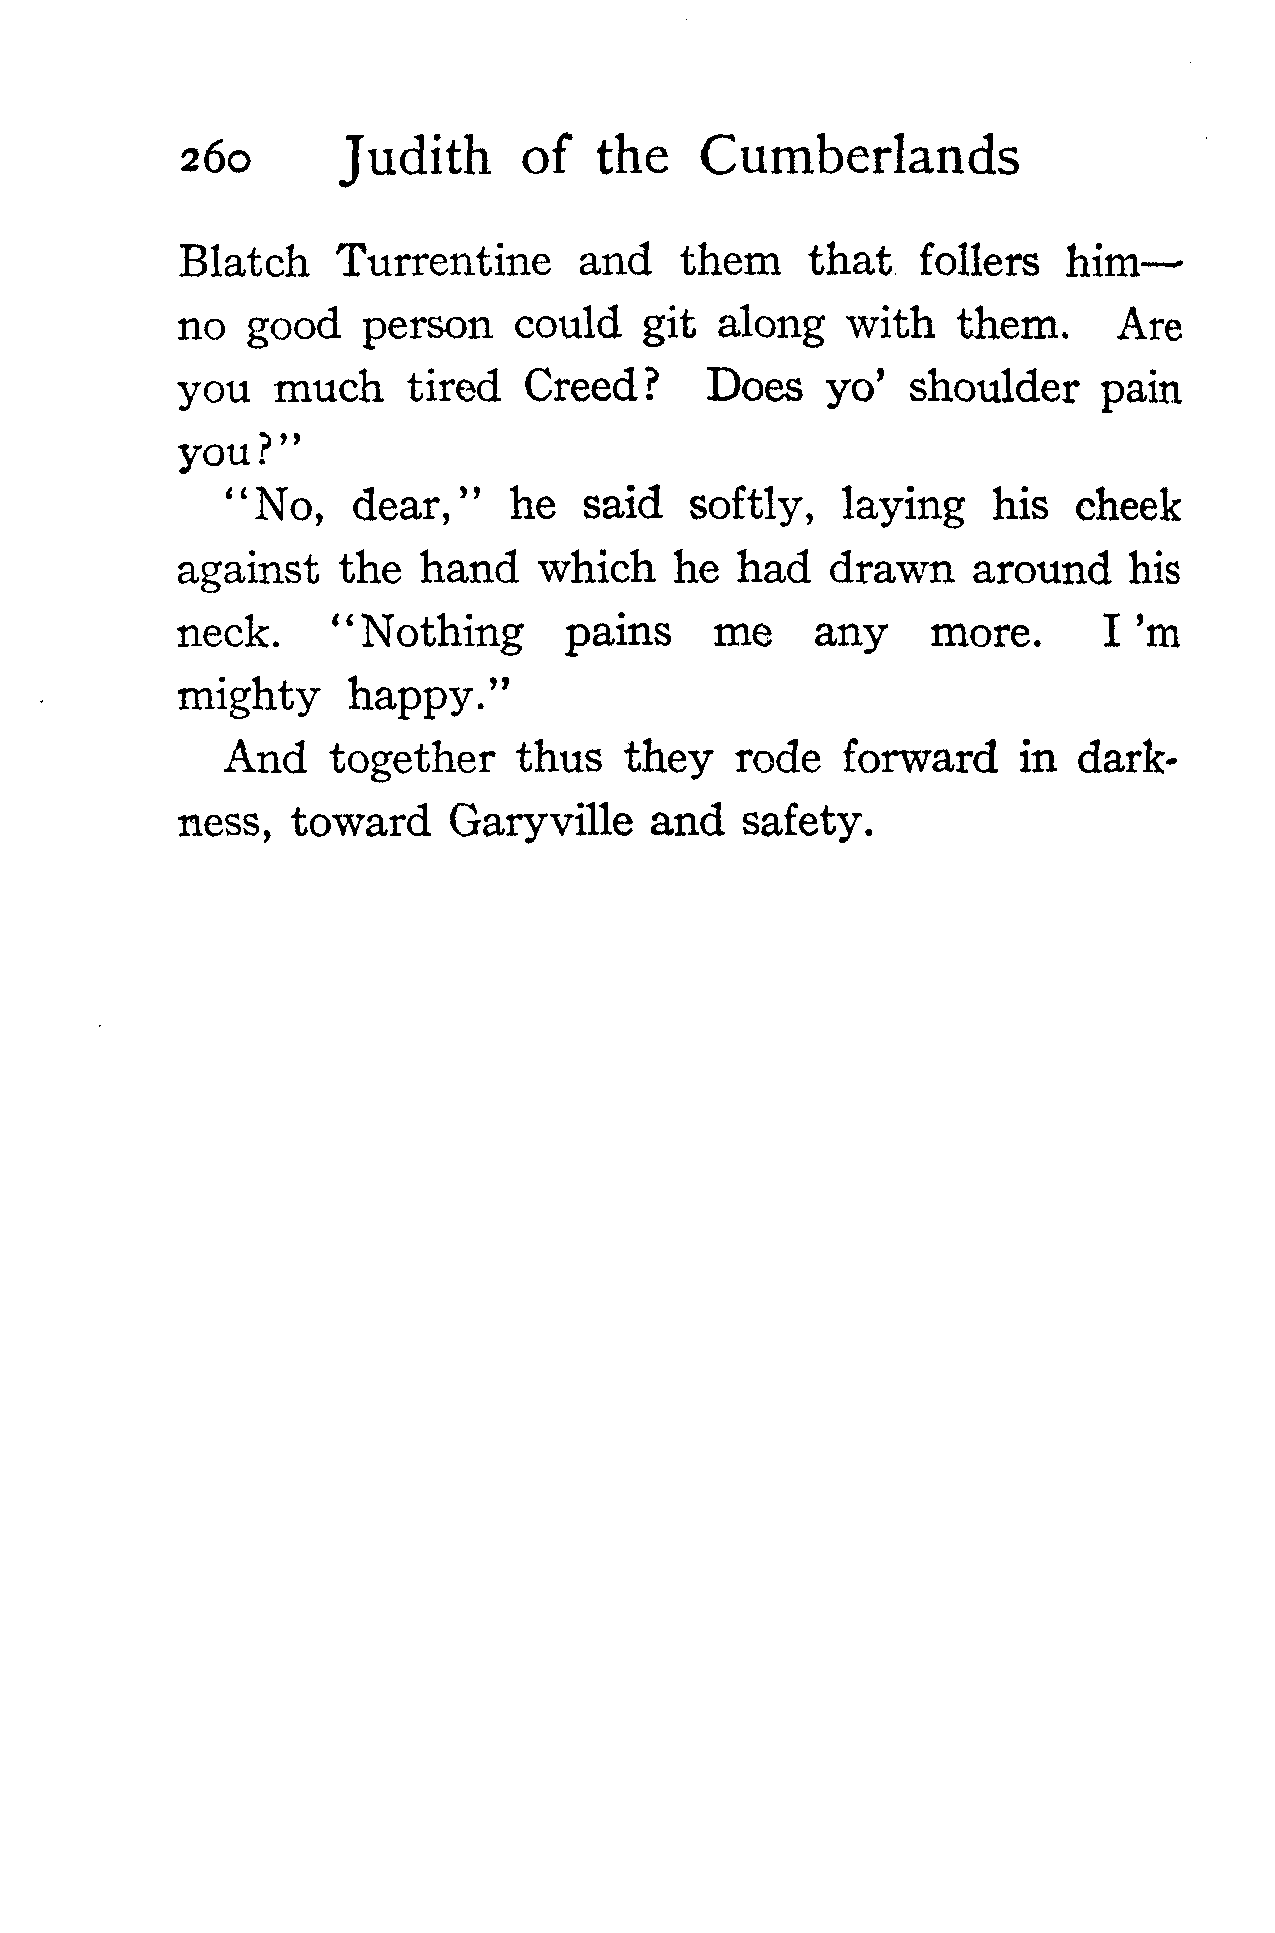 260 Judith of the Cumberlands
Blatch Turrentine and them that follers him—
no good person could git along with them. Are
you much tired Creed? Does yo' shoulder pain
you?"
"No, dear," he said softly, laying his cheek
against the hand which he had drawn around his
neck. "Nothing pains me any more. I 'm
mighty happy."
And together thus they rode forward in dark-
ness, toward Garyville and safety.